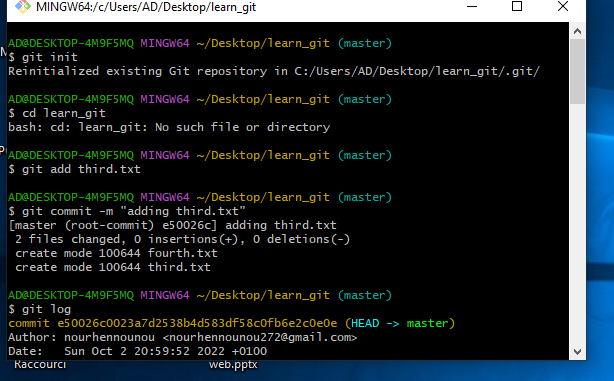 MINGW64:/c/Users/AD/Desktop/learn_git
AD@DESKTOP-4M9F5MQ MINGW64 ~/Desktop/learn_git (master)
$ git init
Reinitialized existing Git repository in C:/Users/AD/Desktop/learn_git/.git/
AD@DESKTOP-4M9F5MQ MINGW64 ~/Desktop/learn_git (master)
$ cd learn_git
bash: cd: learn_git: No such file or directory
AD@DESKTOP-4M9F5MQ MINGW64 ~/Desktop/learn_git (master)
$ git add third.txt
AD@DESKTOP-4M9F5MQ MINGW64 ~/Desktop/learn_git (master)
$ git commit -m "adding third.txt"
[master (root-commit) e50026c] adding third.txt
2 files changed, 0 insertions(+), 0 deletions(-)
create mode 100644 fourth.txt
create mode 100644 third.txt
AD@DESKTOP-4M9F5MQ MINGW64 ~/Desktop/learn_git (master)
$ git log
commit e50026c0023a7d2538b4d583df58c0fb6e2c0e0e (HEAD -> master)
Author: nourhennounou <nourhennounou272@gmail.com>
Date: Sun Oct 2 20:59:52 2022 +0100
Raccourci web.pptx